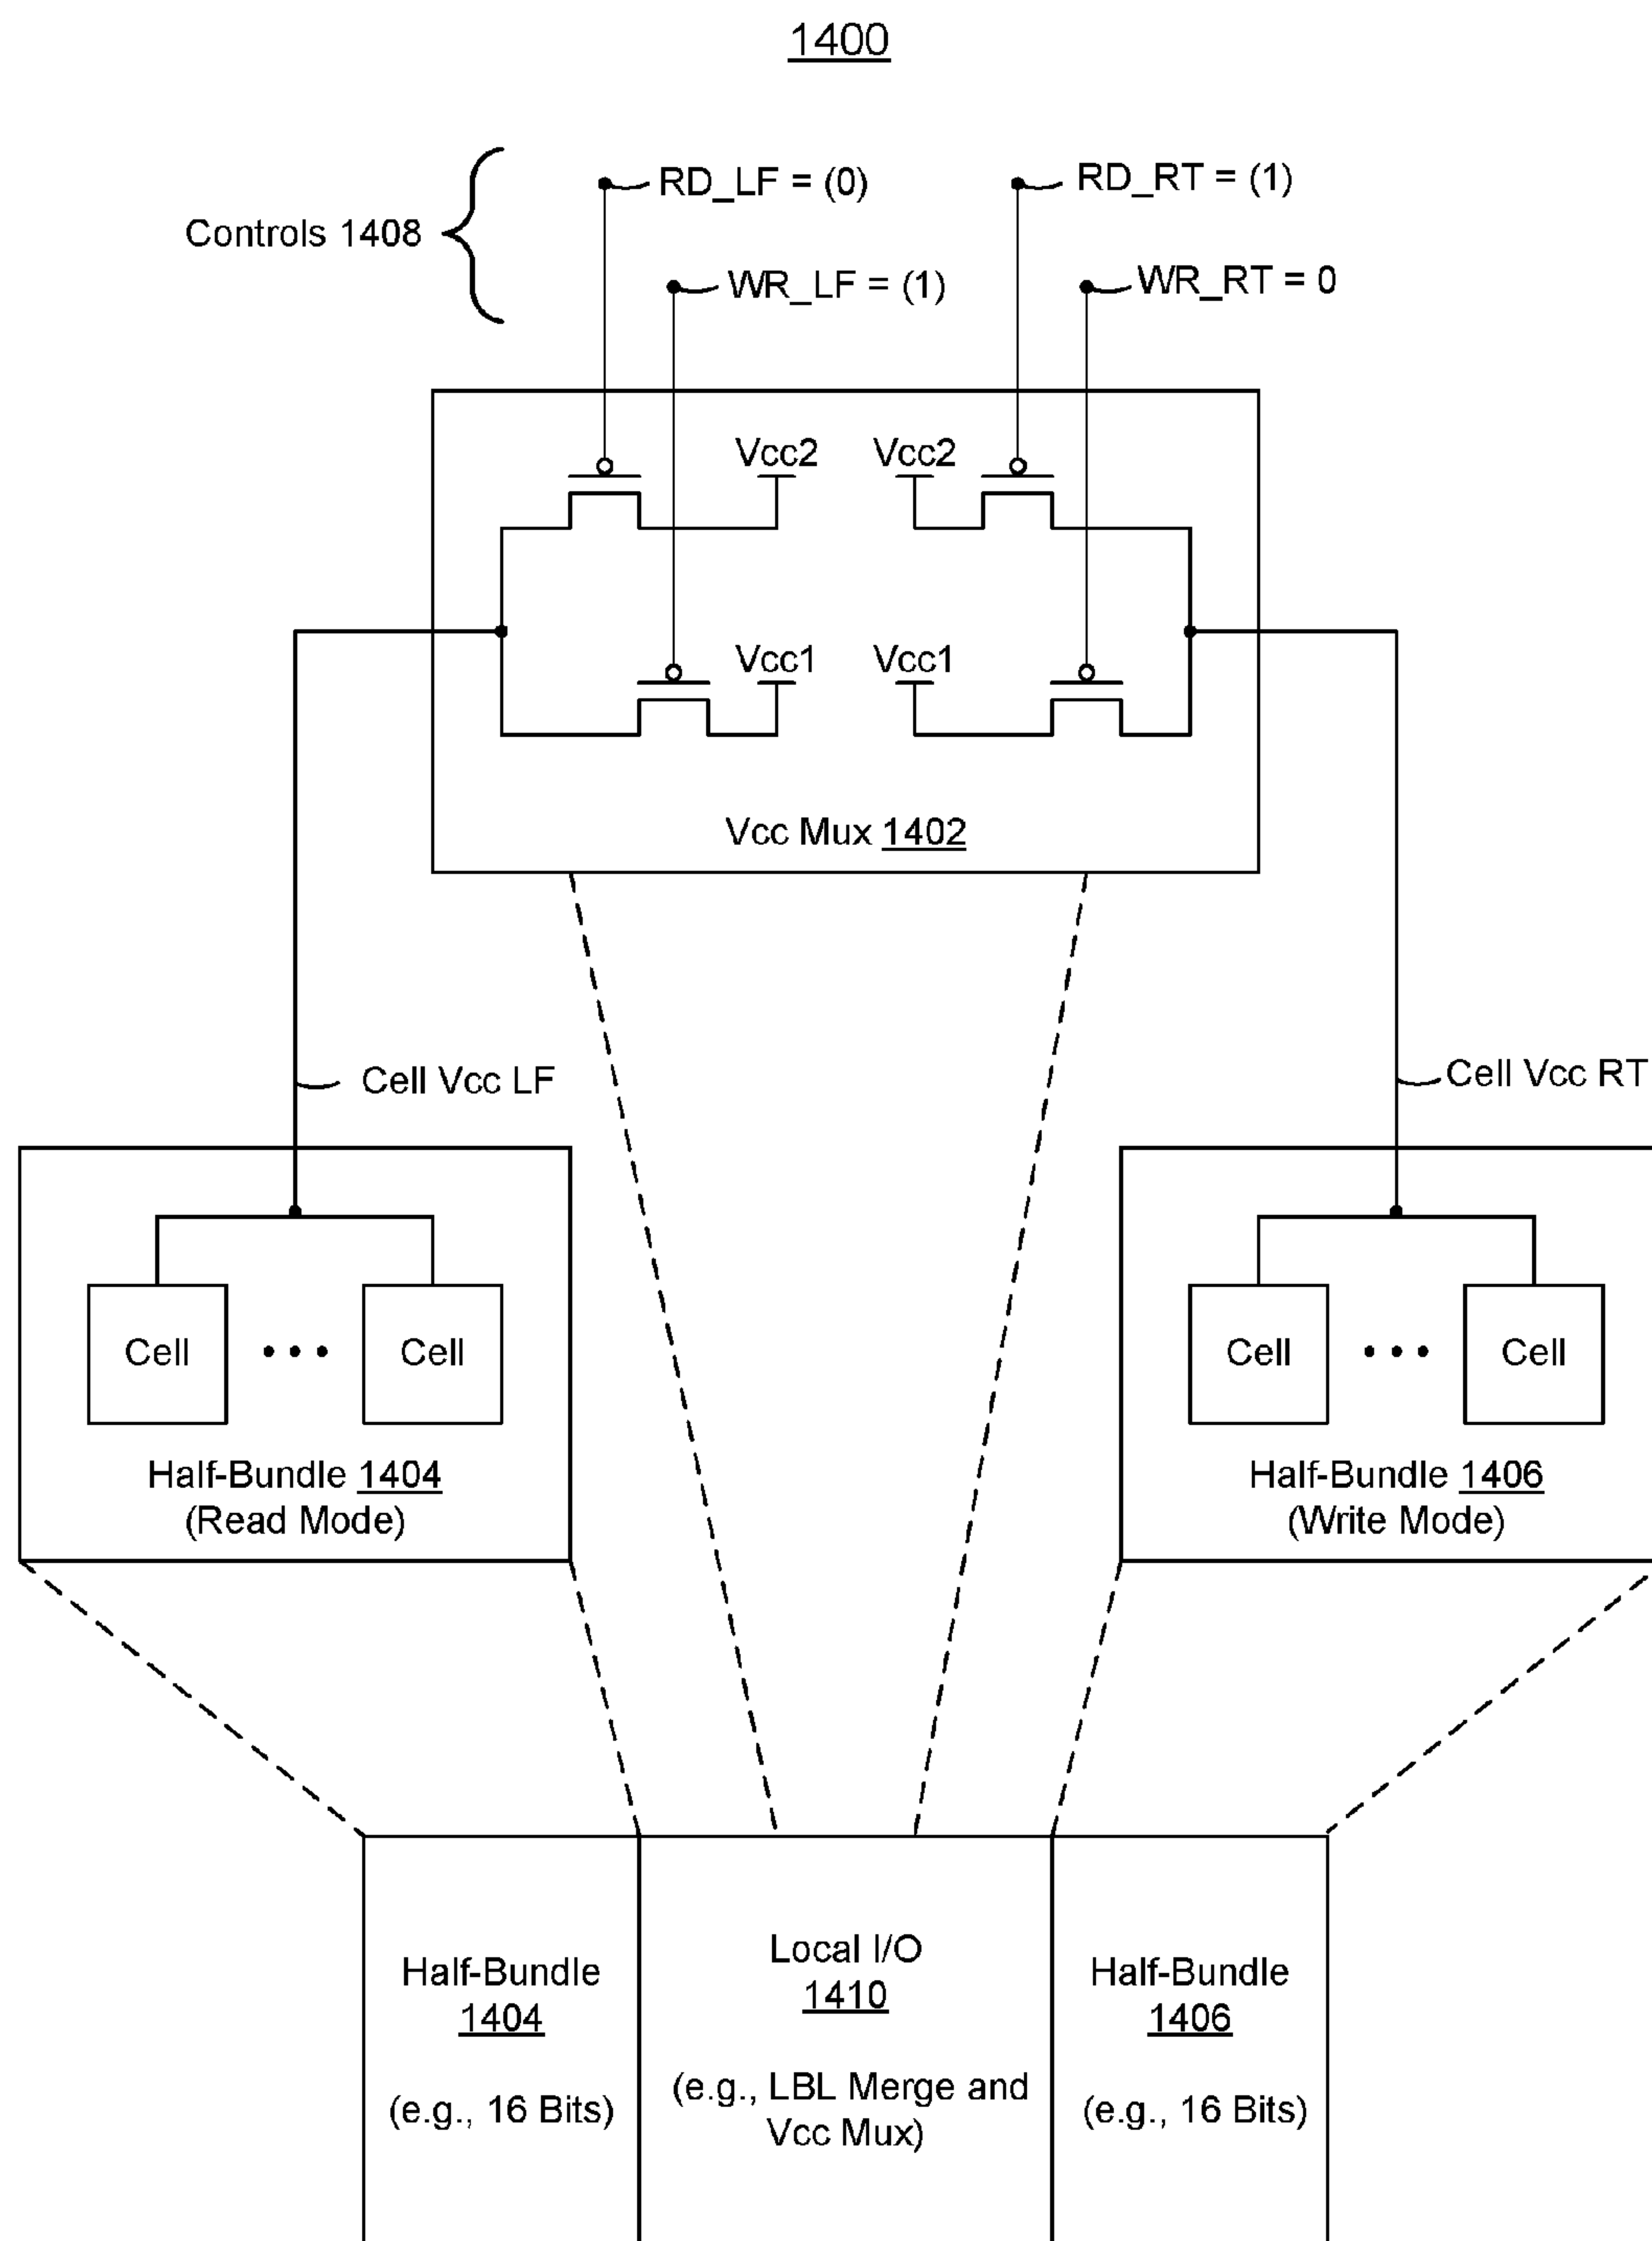 1400
RD_LF = (0)
RD_RT = (1)
Controls 1408
WR_LF = (1)
WR_RT = 0
Vcc2
Vcc2
Vcc1
Vcc1
Vcc Mux 1402
Cell Vcc LF
Cell Vcc RT
Cell
Cell
Cell
Cell
Half-Bundle 1404
(Read Mode)
Half-Bundle 1406
(Write Mode)
Half-Bundle
1404
(e.g., 16 Bits)
Local I/O
1410
(e.g., LBL Merge and
Vcc Mux)
Half-Bundle
1406
(e.g., 16 Bits)